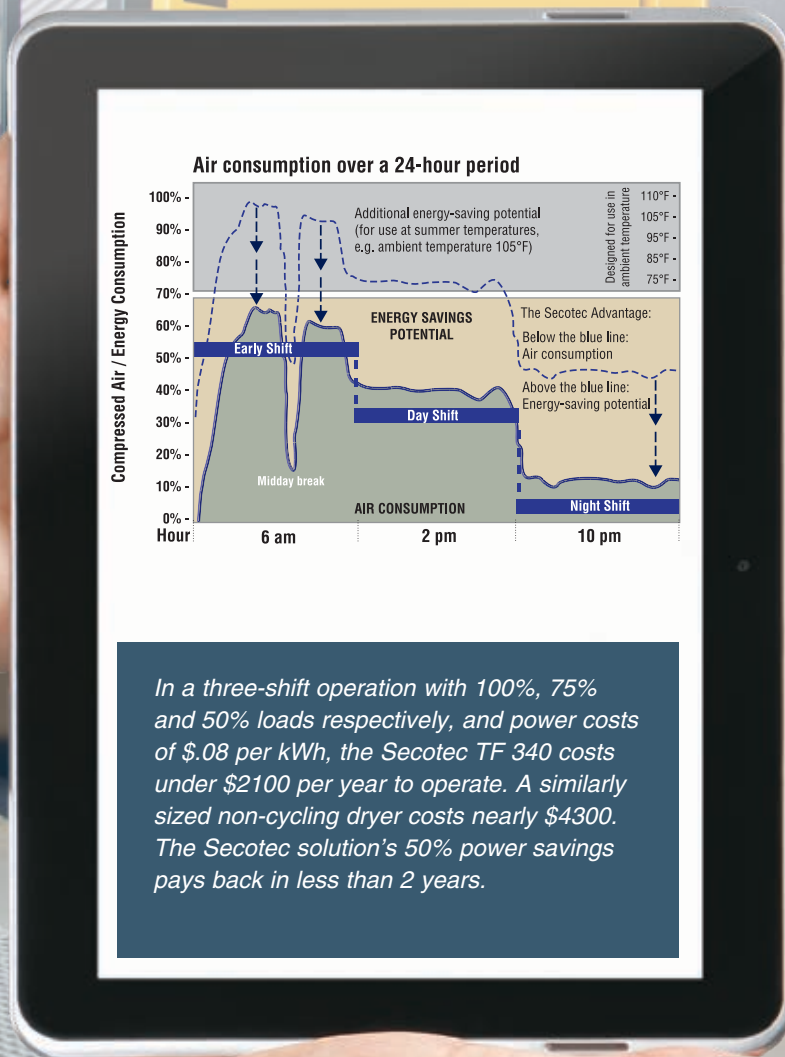 Air consumption over a 24-hour period
Compressed Air / Energy Consumption
100% -
90% -
80% -
70% -
60% -
50% -
40% -
30% -
20% -
10% -
0% -
Additional energy-saving potential
(for use at summer temperatures,
e.g. ambient temperature 105°F)
Designed for use in
ambient temperature
110°F -
105°F -
95°F -
85°F -
75°F -
ENERGY SAVINGS
POTENTIAL
The Secotec Advantage:
Below the blue line:
Air consumption
Above the blue line:
Energy-saving potential
Early Shift
Day Shift
Midday break
AIR CONSUMPTION
Night Shift
Hour
6 am
2 pm
10 pm
In a three-shift operation with 100%, 75%
and 50% loads respectively, and power costs
of $.08 per kWh, the Secotec TF 340 costs
under $2100 per year to operate. A similarly
sized non-cycling dryer costs nearly $4300.
The Secotec solution's 50% power savings
pays back in less than 2 years.